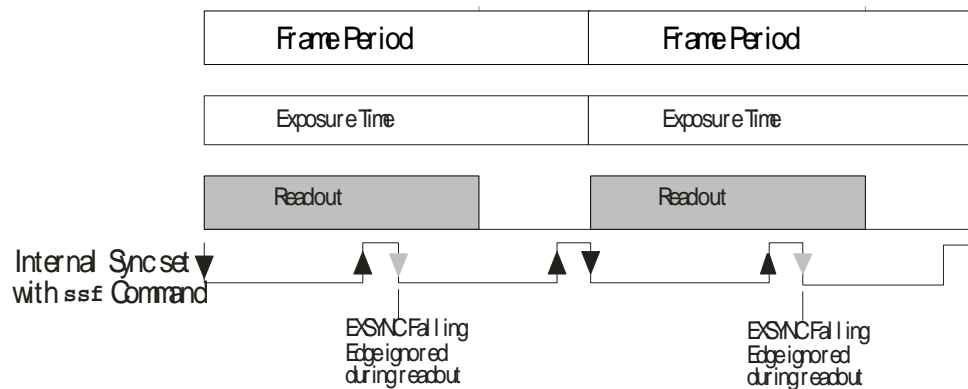 Frame Period Frame Period
Exposure Time Exposure Time
Readout Readout
Internal Sync set
with ssf Command
EXSYNC Falling
Edge ignored
during readout
EXSYNC Falling
Edge ignored
during readout